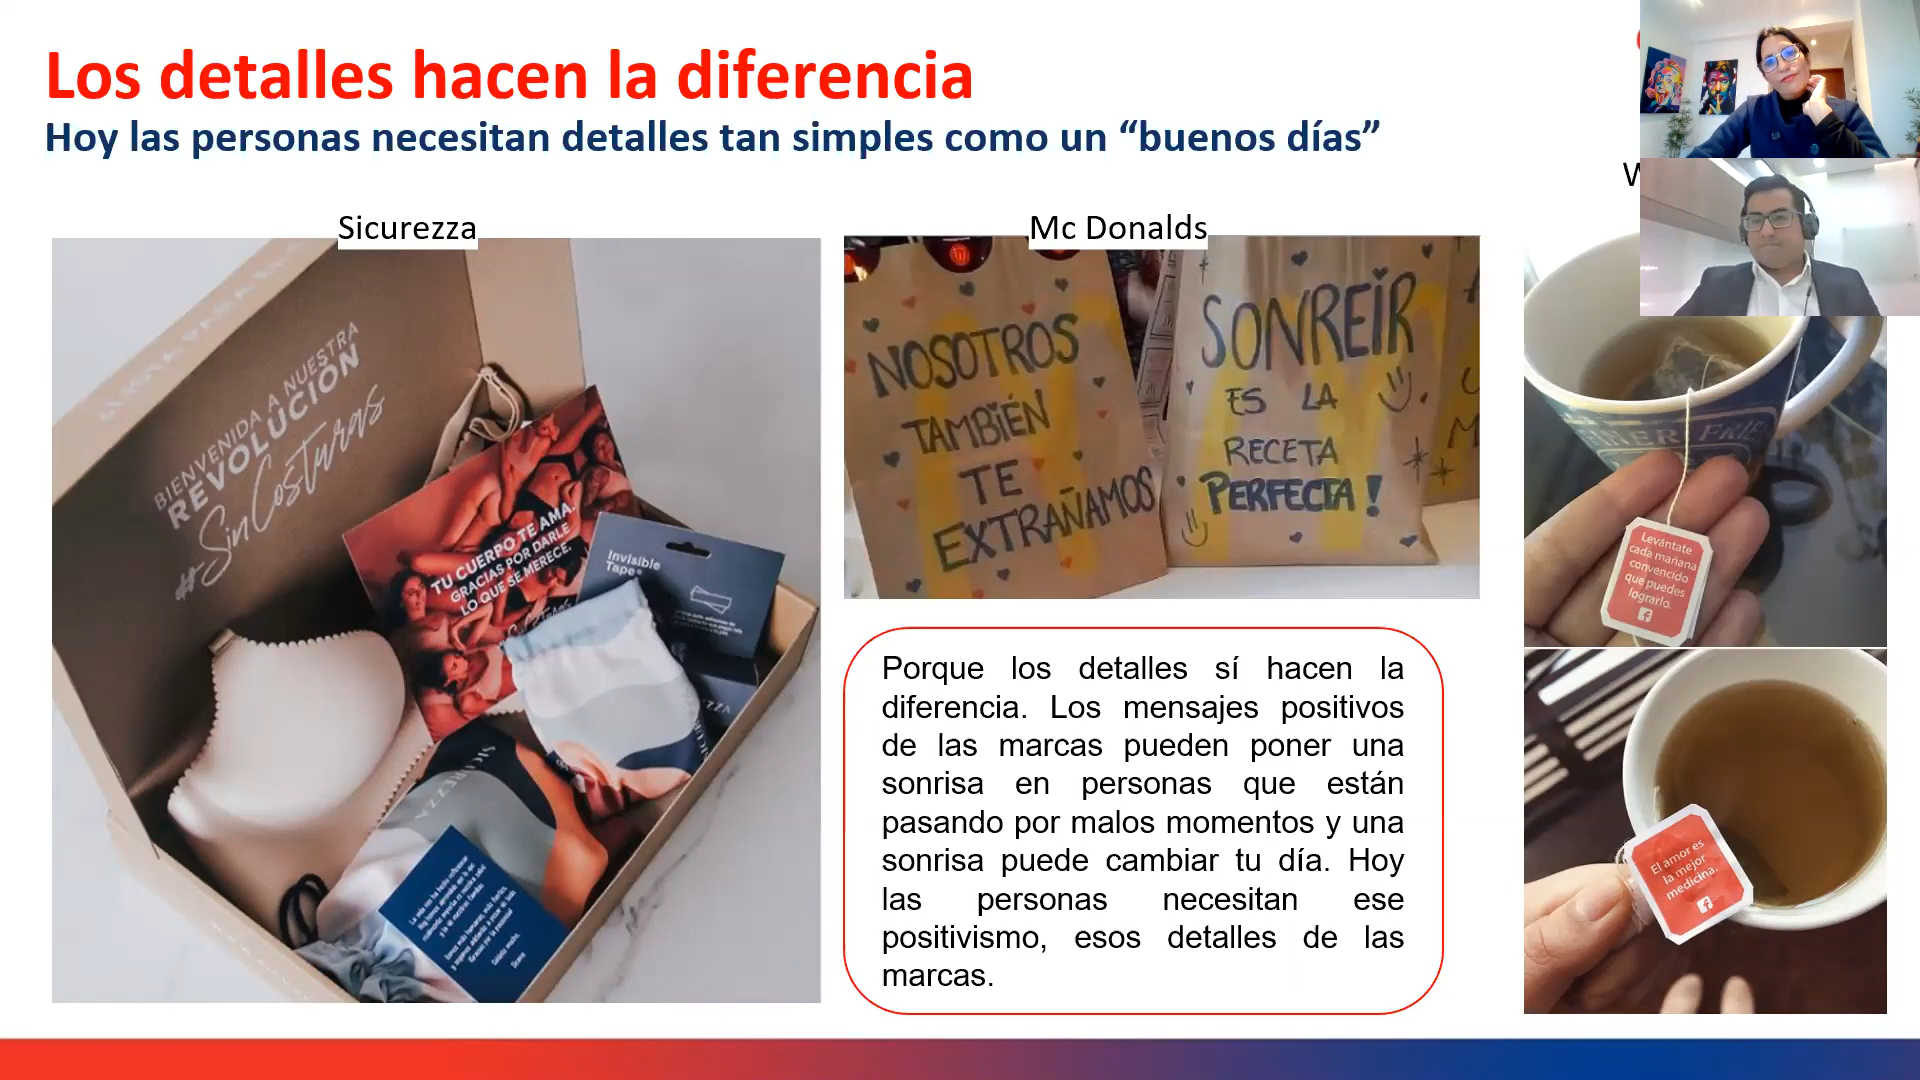 Los detalles hacen la diferencia
Hoy las personas necesitan detalles tan simples como un “buenos días”
Sicurezza
Mc Donalds
W
BIENVENIDA A NUESTRA
REVOLUCIÓN
#SinCosturas
TU CUERPO TE AMA.
GRACIAS POR DARLE
LO QUE SE MERECE.
Invisible
Tape
SICUREZZA
NOSOTROS
TAMBIÉN
TE
EXTRAÑAMOS
SONREIR
ES LA
RECETA
PERFECTA!
Levántate
cada mañana
convencido
que puedes
lograrlo.
El amor es
la mejor
medicina.
Porque los detalles sí hacen la
diferencia. Los mensajes positivos
de las marcas pueden poner una
sonrisa en personas que están
pasando por malos momentos y una
sonrisa puede cambiar tu día. Hoy
las personas necesitan ese
positivismo, esos detalles de las
marcas.